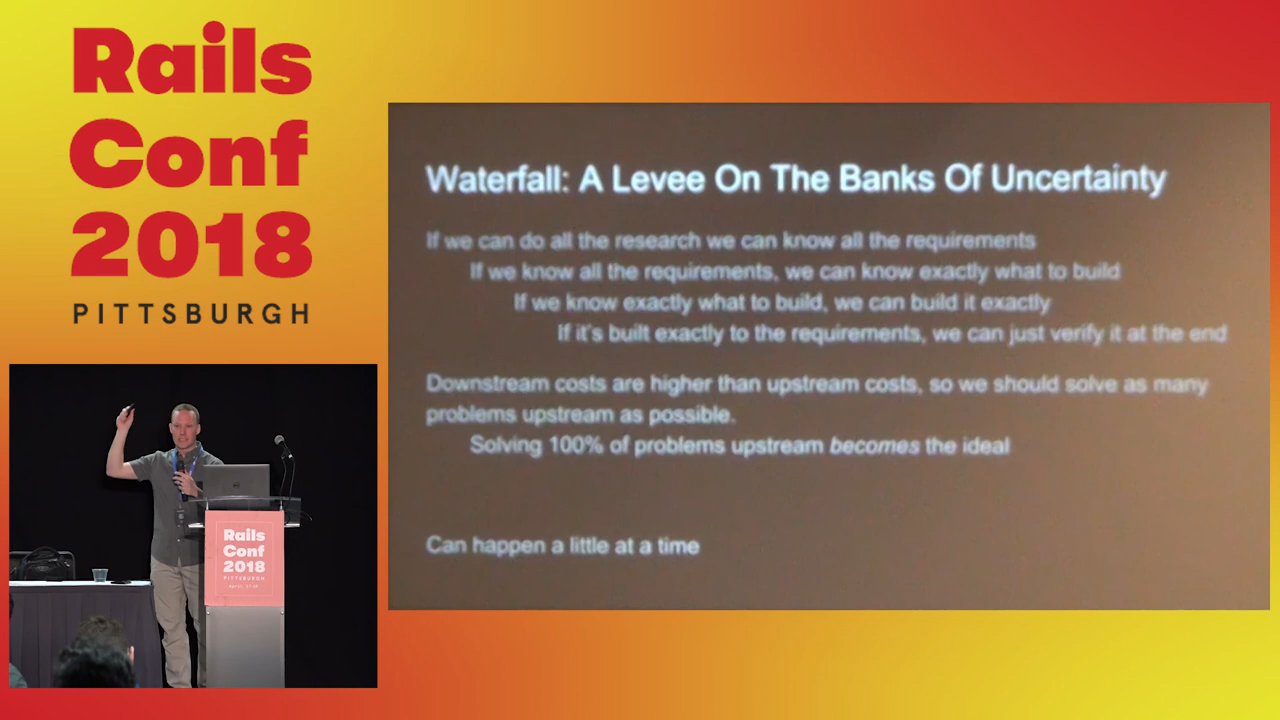 Rails
Conf
2018
PITTSBURGH
Waterfall: A Levee On The Banks Of Uncertainty
If we can do all the research we can know all the requirements
If we know all the requirements, we can know exactly what to build
If we know exactly what to build, we can build it exactly
If it's built exactly to the requirements, we can just verify it at the end
Downstream costs are higher than upstream costs, so we should solve as many
problems upstream as possible.
Solving 100% of problems upstream becomes the ideal
Can happen a little at a time
Rails
Conf
2018
PITTSBURGH